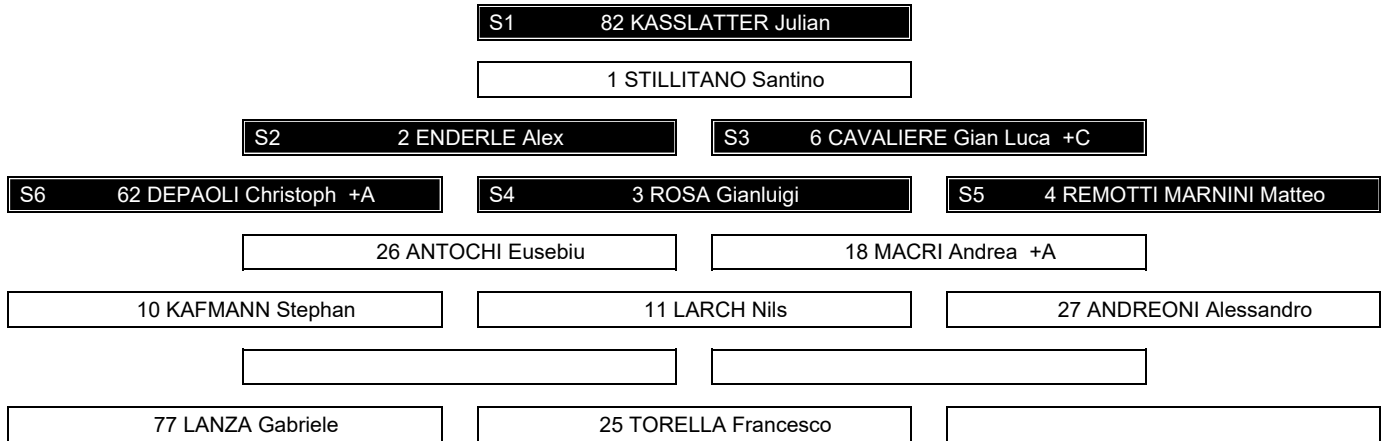 S1 82 KASSLATTER Julian
1 STILLITANO Santino
S2 2 ENDERLE Alex S3 6 CAVALIERE Gian Luca +C
S6 62 DEPAOLI Christoph +A S4 3 ROSA Gianluigi S5 4 REMOTTI MARNINI Matteo
26 ANTOCHI Eusebiu 18 MACRI Andrea +A
10 KAFMANN Stephan 11 LARCH Nils 27 ANDREONI Alessandro
77 LANZA Gabriele 25 TORELLA Francesco